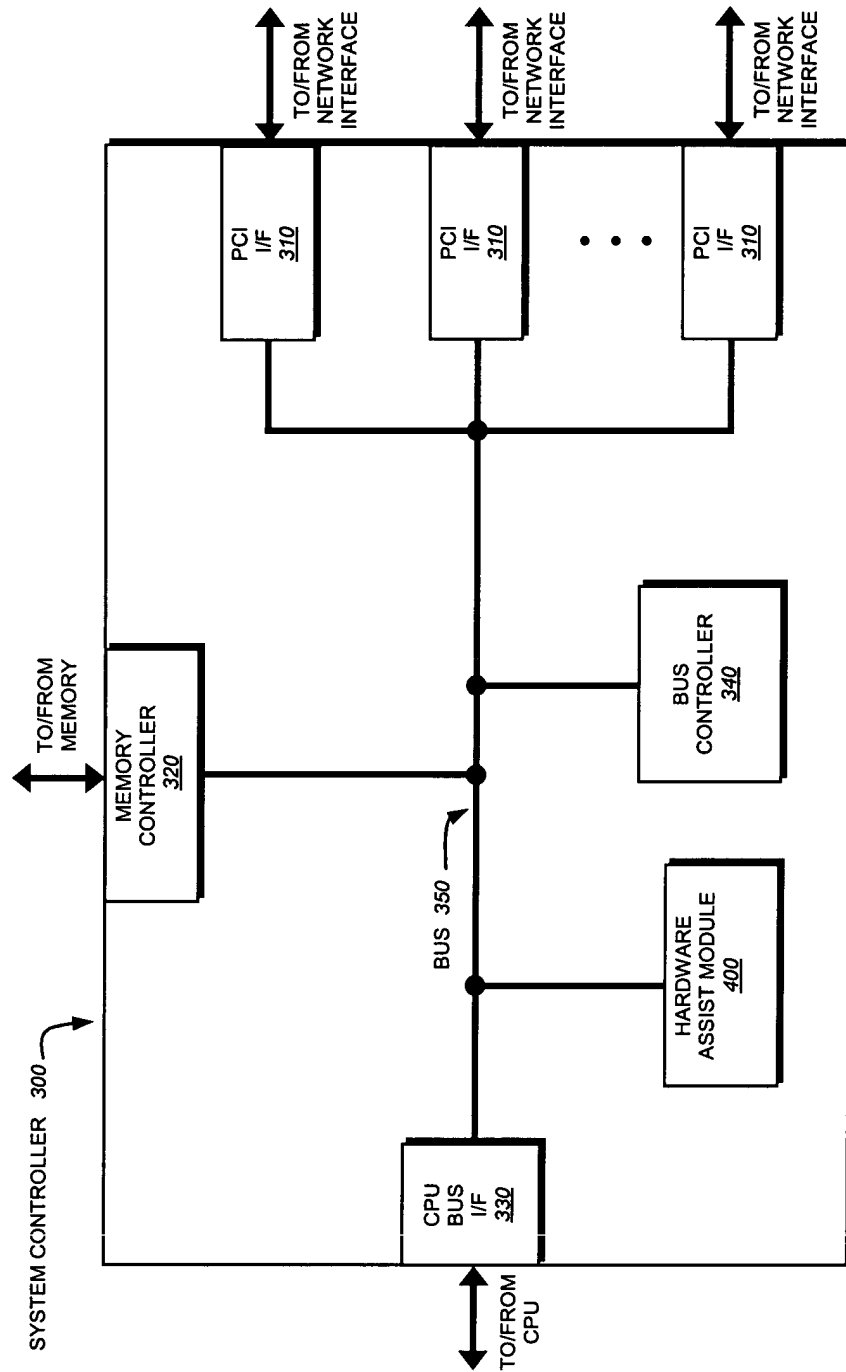 SYSTEM CONTROLLER 300
TO/FROM
MEMORY
MEMORY
CONTROLLER
320
TO/FROM
CPU
CPU
BUS
I/F
330
BUS 350
HARDWARE
ASSIST MODULE
400
BUS
CONTROLLER
340
PCI
I/F
310
TO/FROM
NETWORK
INTERFACE
PCI
I/F
310
TO/FROM
NETWORK
INTERFACE
PCI
I/F
310
TO/FROM
NETWORK
INTERFACE